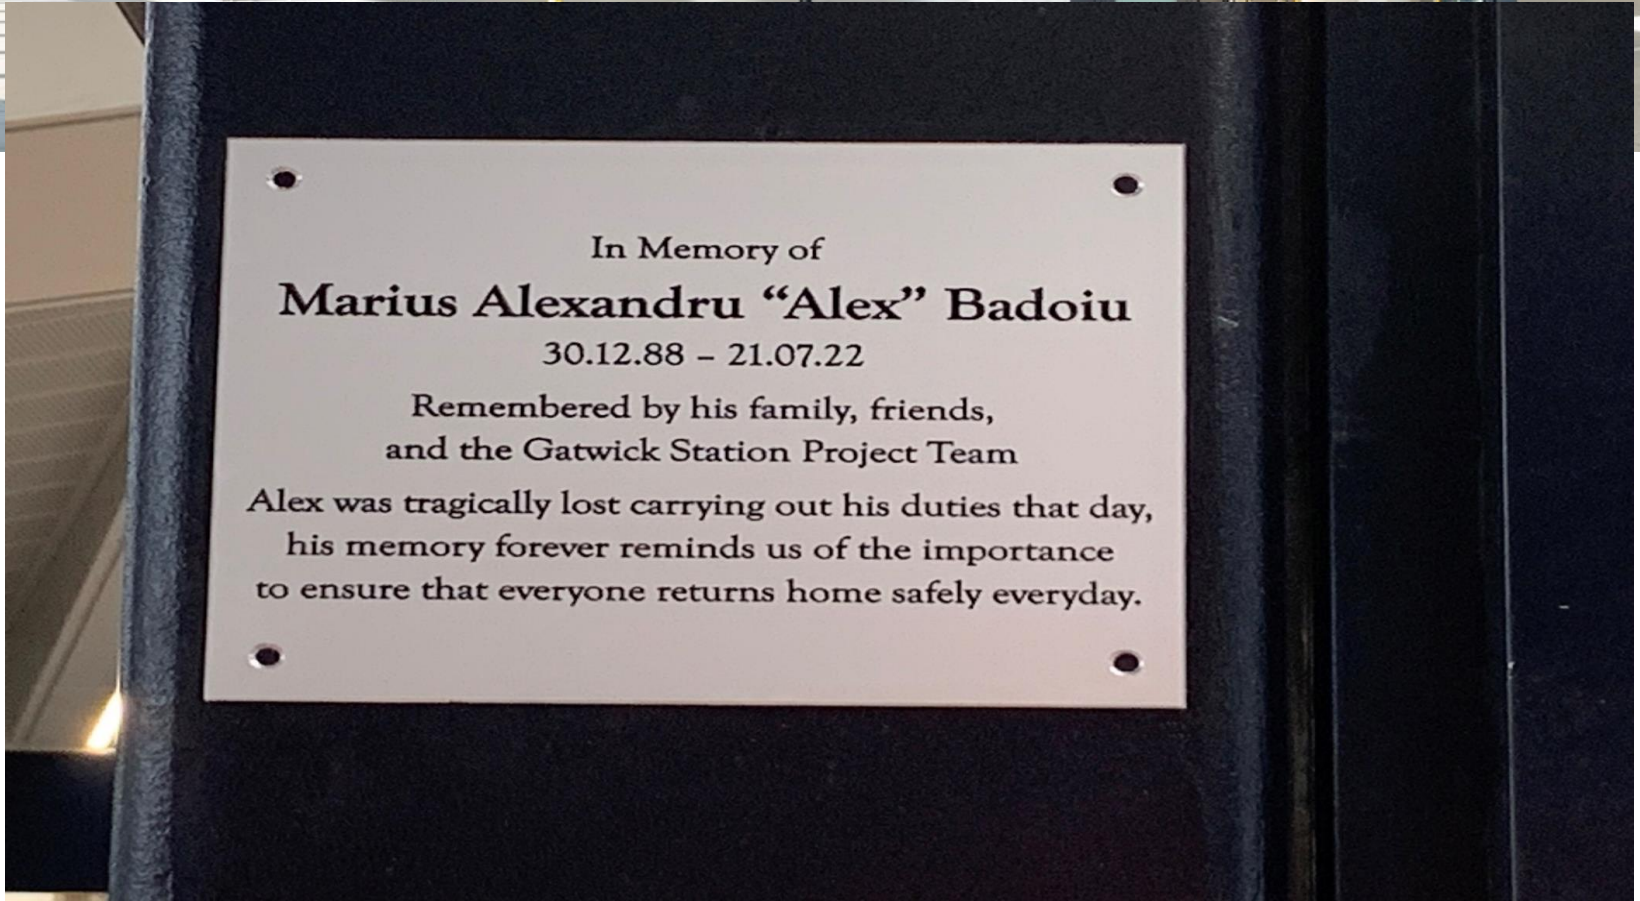 In Memory of
Marius Alexandru “Alex” Badoiu
30.12.88 – 21.07.22
Remembered by his family, friends,
and the Gatwick Station Project Team
Alex was tragically lost carrying out his duties that day,
his memory forever reminds us of the importance
to ensure that everyone returns home safely everyday.